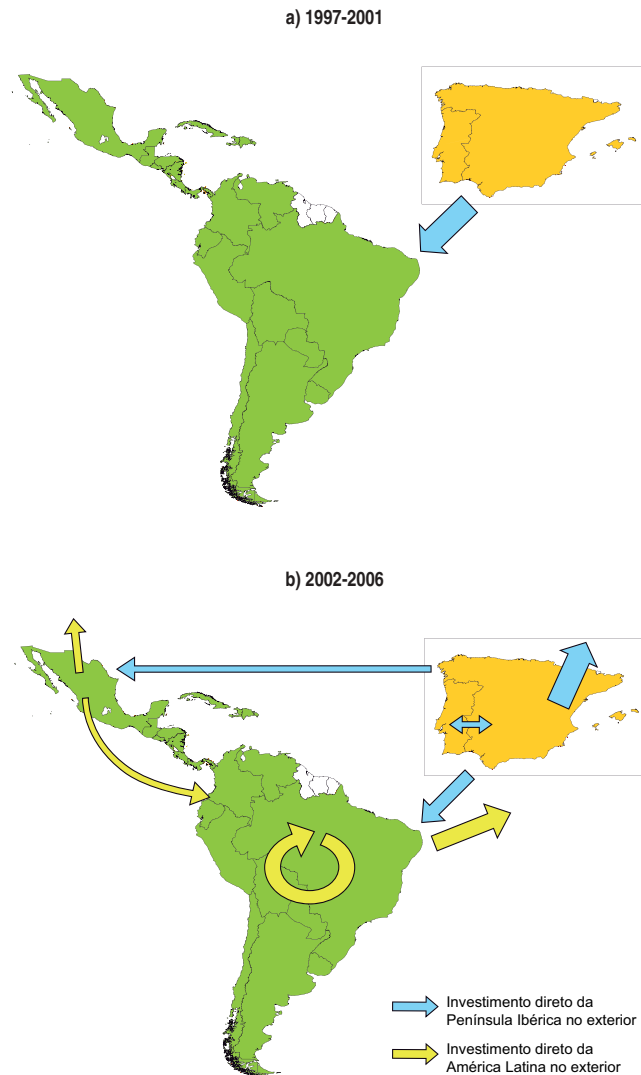 a) 1997-2001
b) 2002-2006
Investimento direto da
Península Ibérica no exterior
Investimento direto da
América Latina no exterior